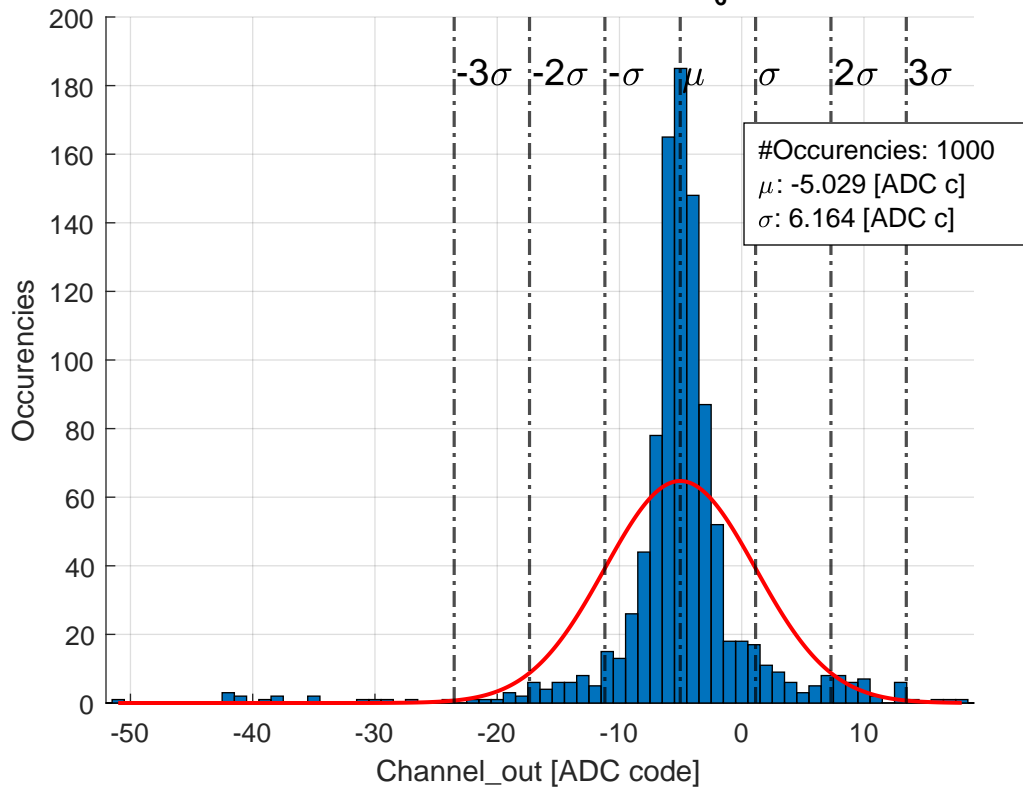 200
180
160
140
120
100
80
60
40
20
0
Occurencies
-3σ -2σ -σ μ σ 2σ 3σ
#Occurencies: 1000
μ: -5.029 [ADC c]
σ: 6.164 [ADC c]
-50 -40 -30 -20 -10 0 10
Channel_out [ADC code]